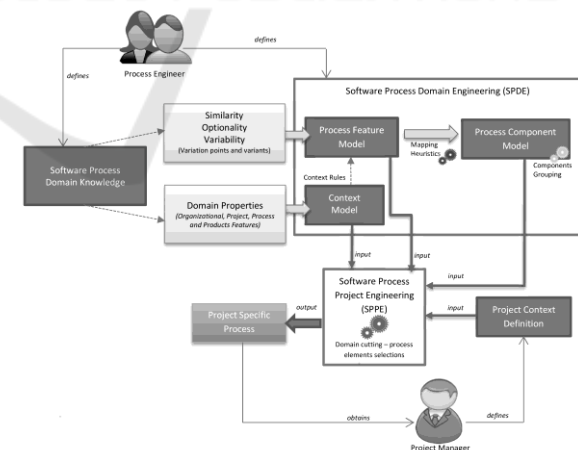 defines
Process Engineer
defines
Software Process Domain Engineering (SPDE)
Similarity
Optionality
Variability
(Variation points and variants)
Process Feature
Model
Mapping
Heuristics
Process Component
Model
Components
Grouping
Software Process
Domain Knowledge
Context Rules
Domain Properties
(Organizational, Project, Process
and Products Features)
Context
Model
input
input
input
Software Process
Project Engineering
(SPPE)
Domain cutting – process
elements selections
output
Project Specific
Process
input
Project Context
Definition
obtains
defines
Project Manager